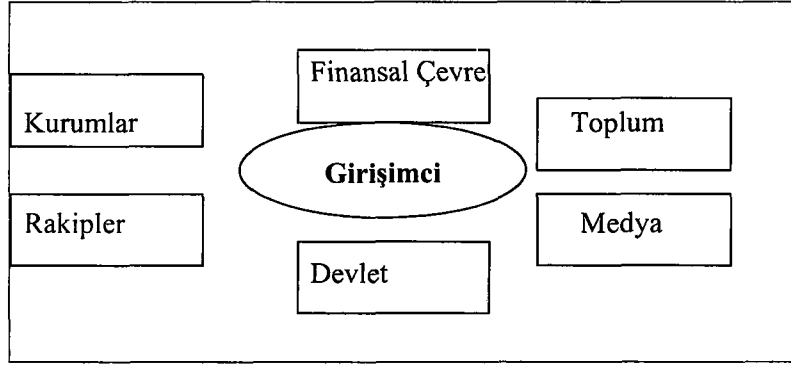 Finansal Çevre
Kurumlar
Toplum
Girişimci
Rakipler
Medya
Devlet